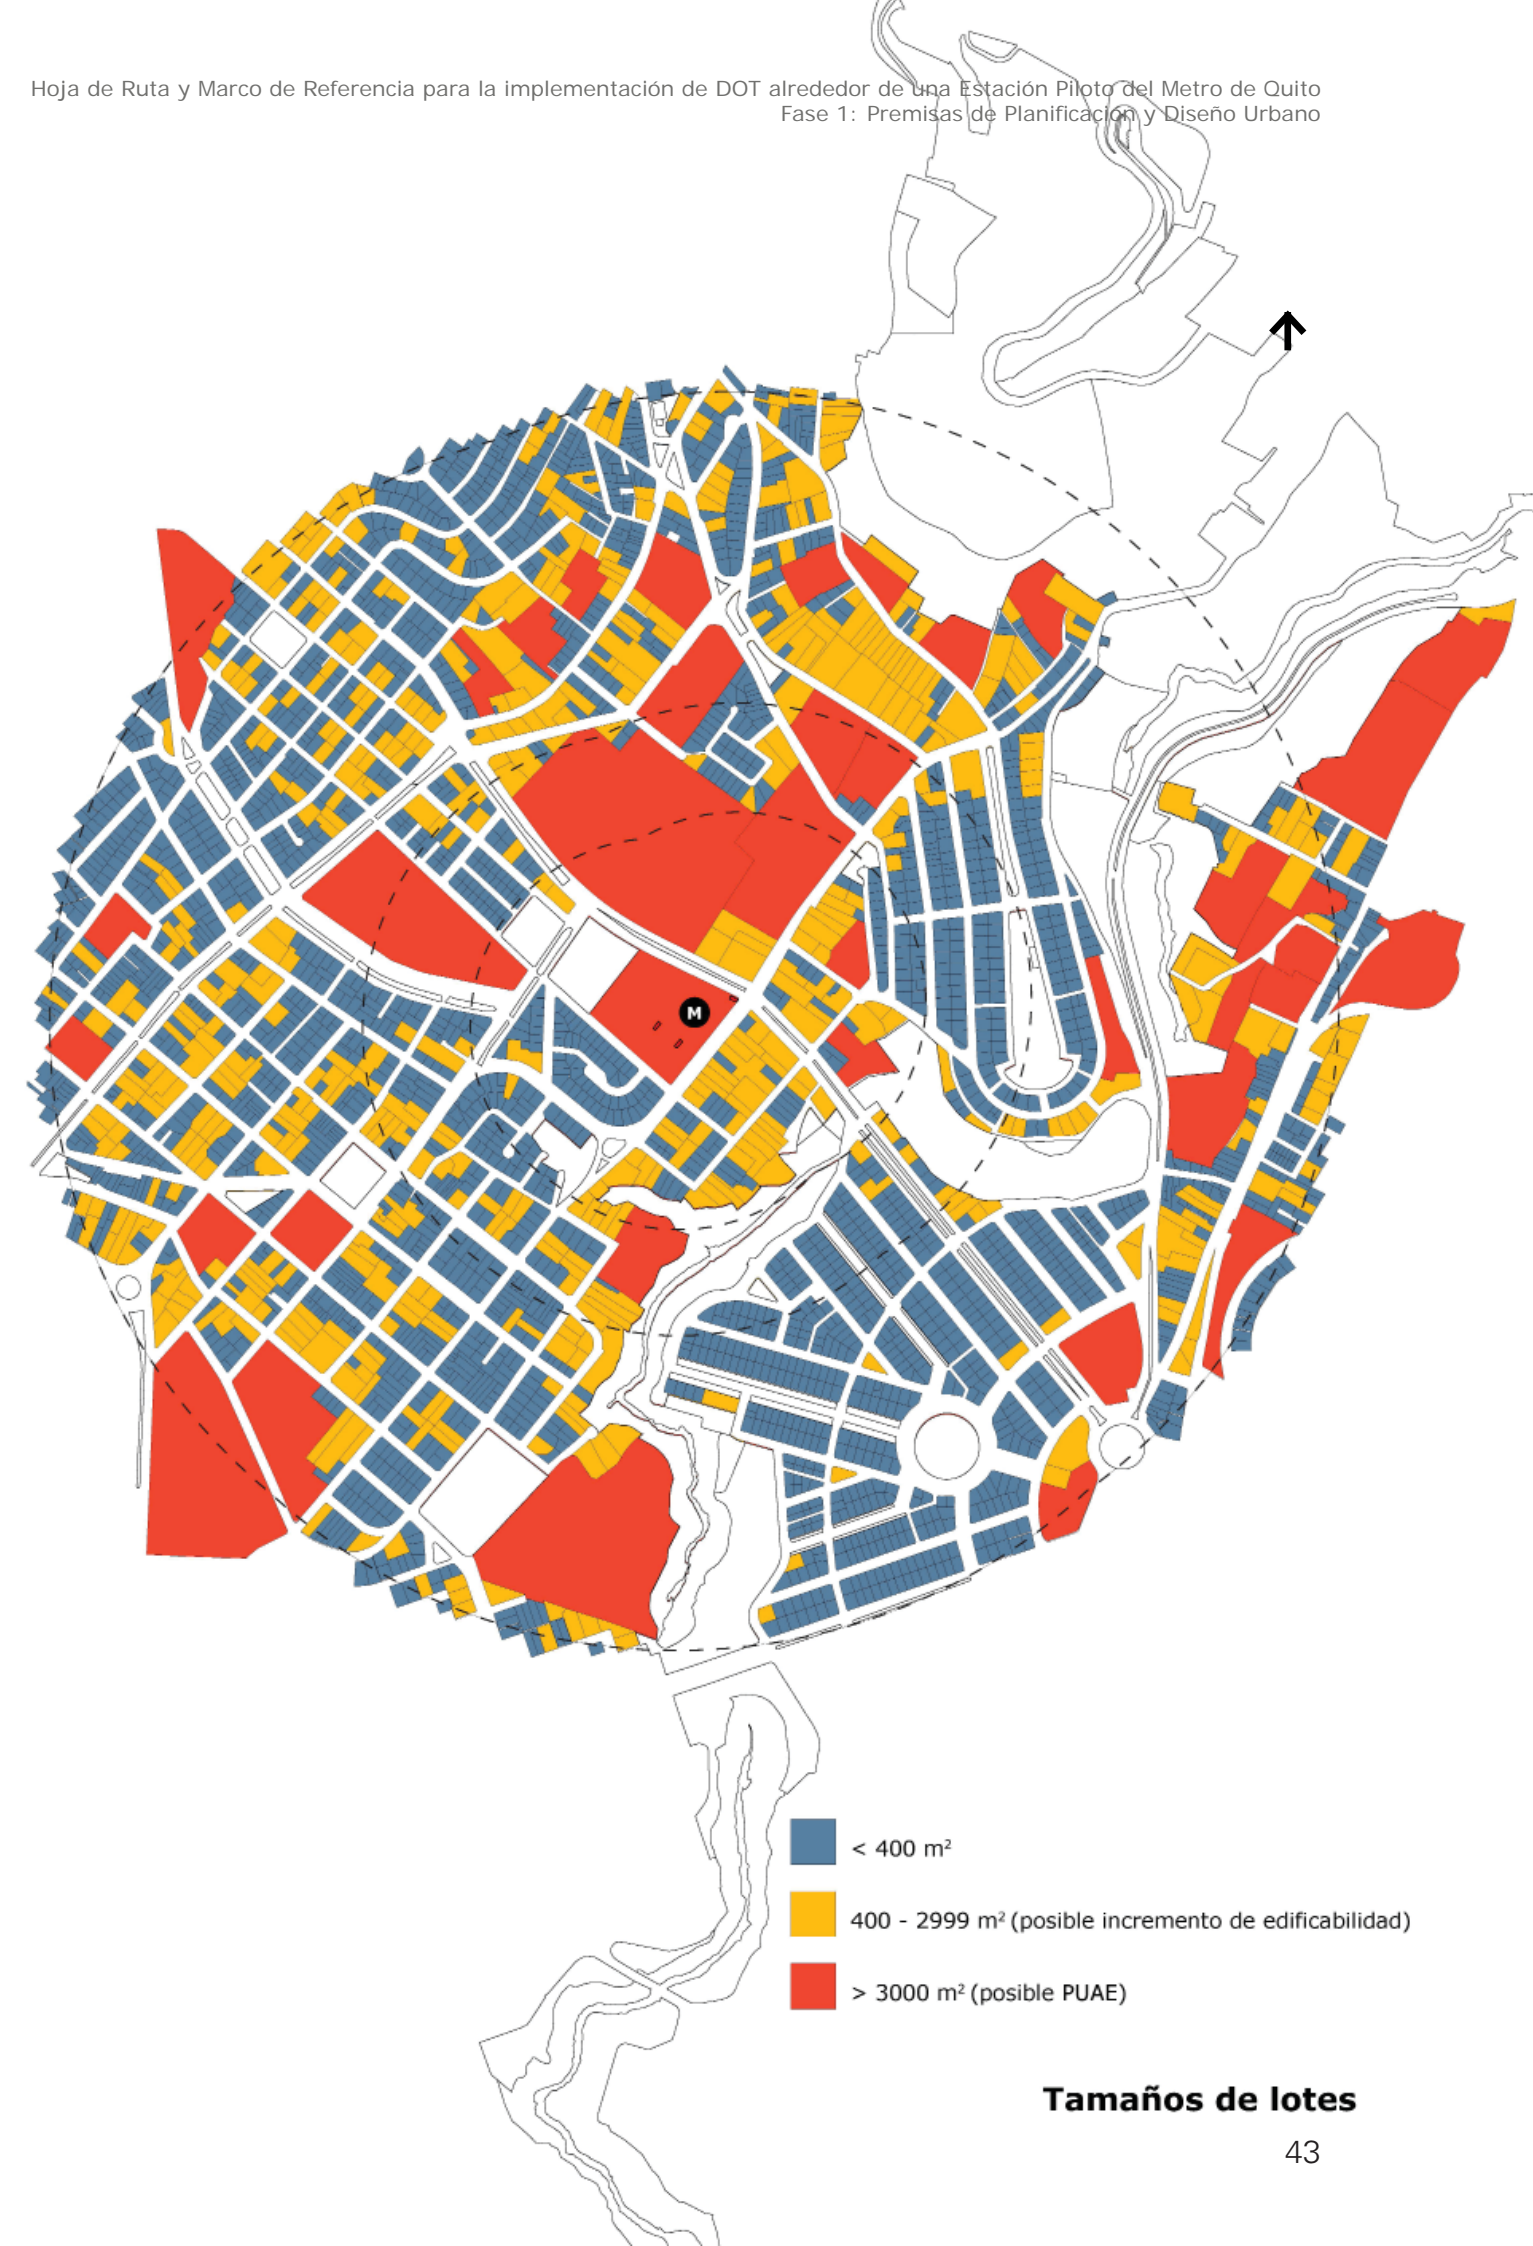 Hoja de Ruta y Marco de Referencia para la implementación de DOT alrededor de una Estación Piloto del Metro de Quito
Fase 1: Premisas de Planificación y Diseño Urbano
M
< 400 m²
400 - 2999 m² (posible incremento de edificabilidad)
> 3000 m² (posible PUAE)
Tamaños de lotes
43